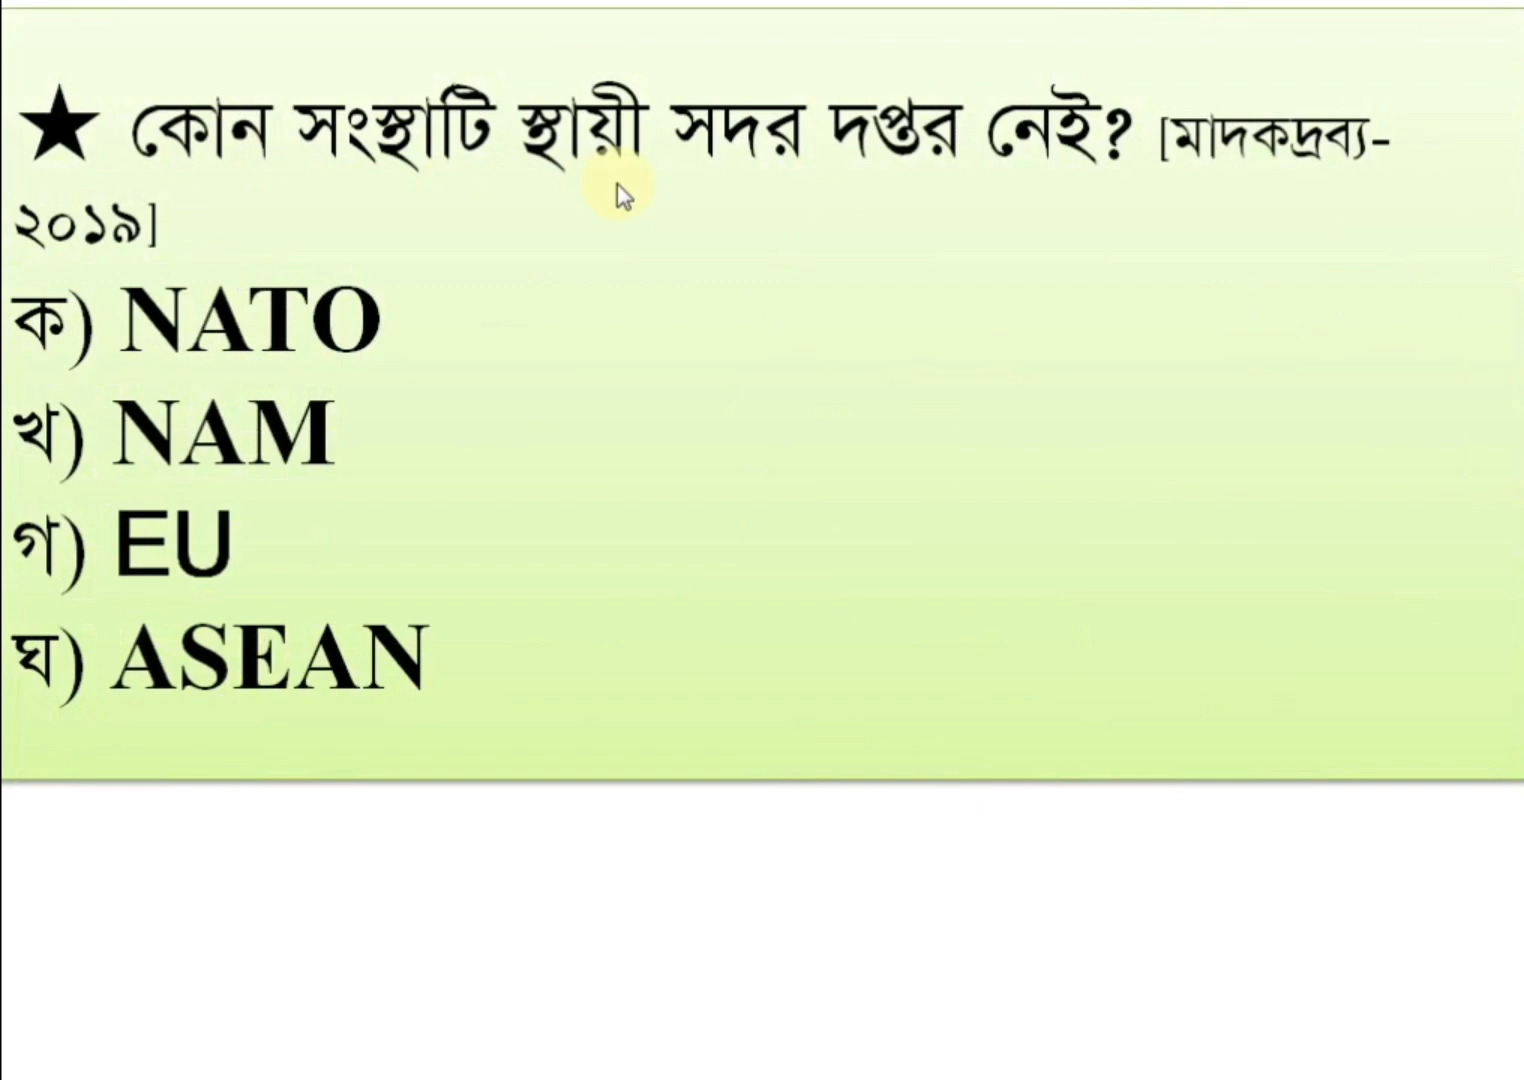 ★ কোন সংস্থাটি স্থায়ী সদর দপ্তর নেই? [মাদকদ্রব্য-
২০১৯]
ক) NATO
খ) NAM
গ) EU
ঘ) ASEAN